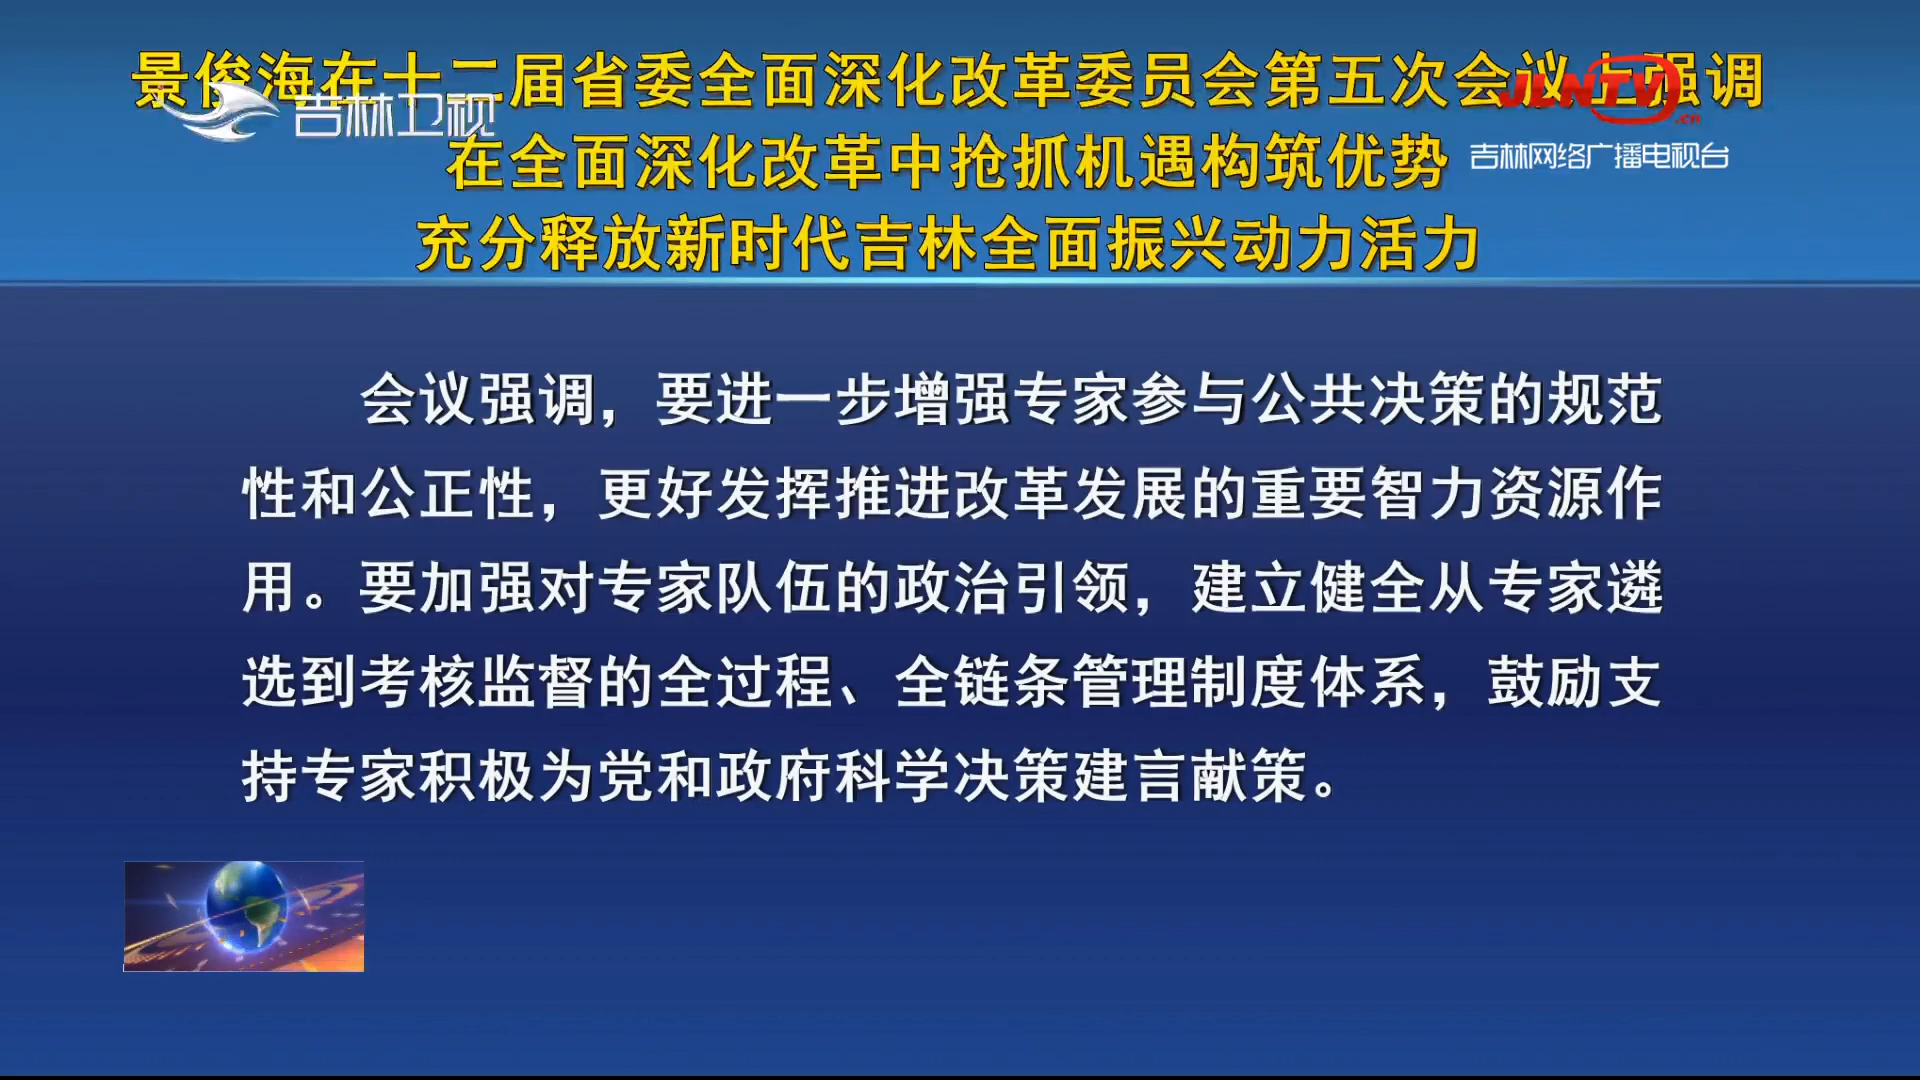 景俊海在十二届省委全面深化改革委员会第五次会议上强调
吉林卫视
JLNTV.cn
在全面深化改革中抢抓机遇构筑优势
吉林网络广播电视台
充分释放新时代吉林全面振兴动力活力
会议强调，要进一步增强专家参与公共决策的规范
性和公正性，更好发挥推进改革发展的重要智力资源作
用。要加强对专家队伍的政治引领，建立健全从专家遴
选到考核监督的全过程、全链条管理制度体系，鼓励支
持专家积极为党和政府科学决策建言献策。